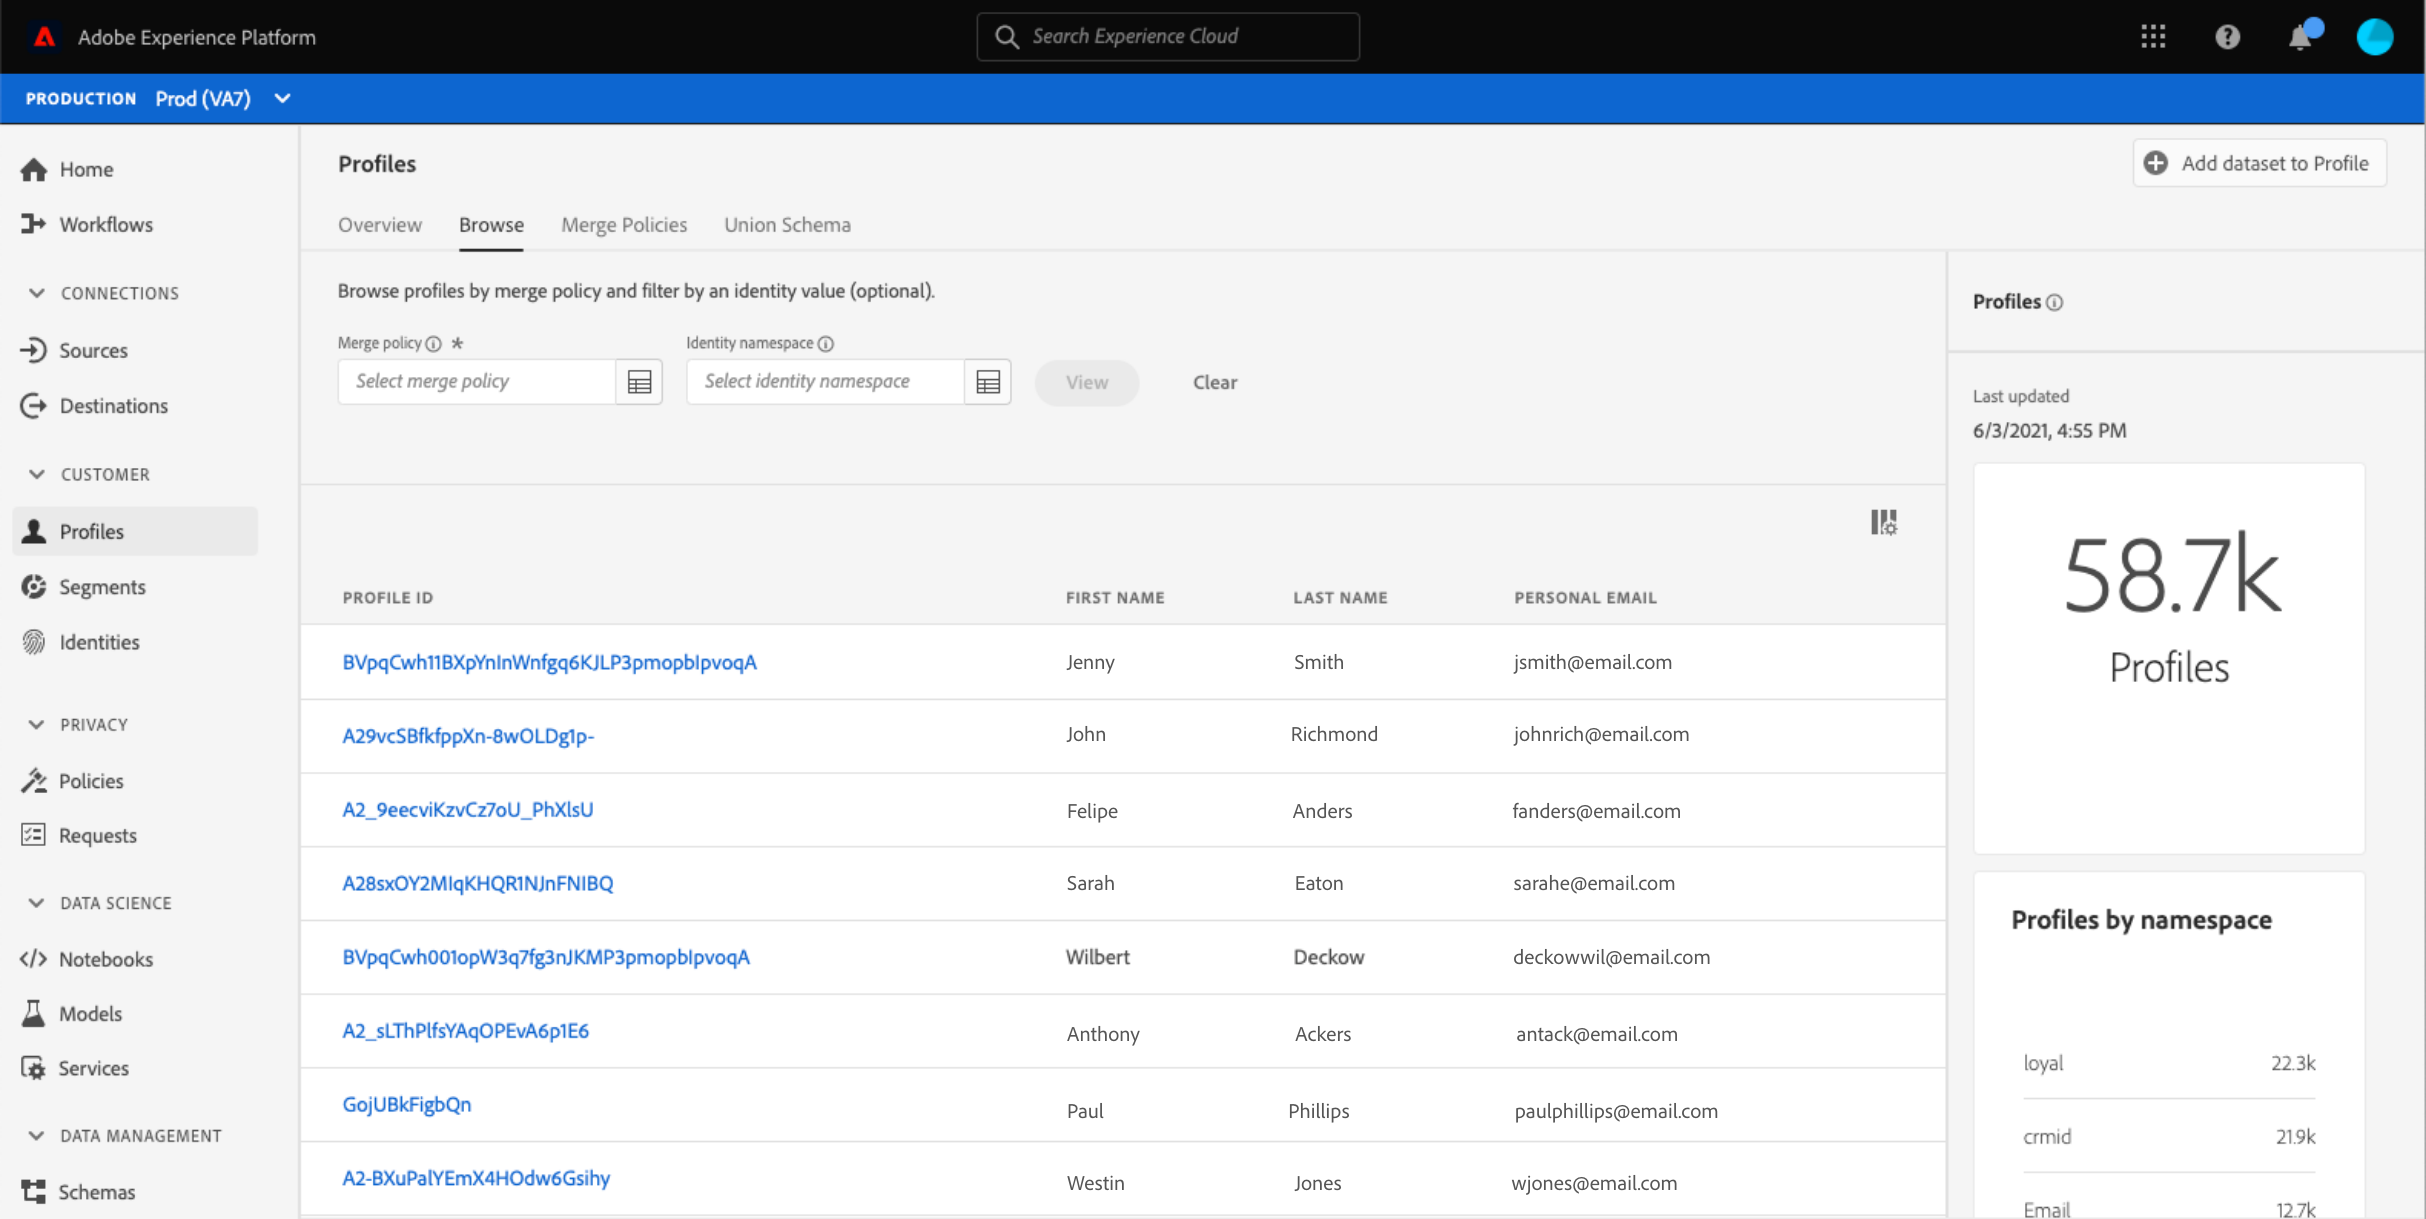 Adobe Experience Platform
Search Experience Cloud
PRODUCTION Prod (VA7)
Home
Workflows
CONNECTIONS
Sources
Destinations
CUSTOMER
Profiles
Segments
Identities
PRIVACY
Policies
Requests
DATA SCIENCE
Notebooks
Models
Services
DATA MANAGEMENT
Schemas
Profiles
Add dataset to Profile
Overview Browse Merge Policies Union Schema
Browse profiles by merge policy and filter by an identity value (optional).
Merge policy * Identity namespace
Select merge policy Select identity namespace View Clear
PROFILE ID FIRST NAME LAST NAME PERSONAL EMAIL
BVpqCwh11BXpYnInWnfgq6KJLP3pmopbIpvoqA Jenny Smith jsmith@email.com
A29vcSBfkfppXn-8wOLDg1p- John Richmond johnrich@email.com
A2_9eecviKzvCz7oU_PhXlsU Felipe Anders fanders@email.com
A28sxOY2MIqKHQR1NJnFNIBQ Sarah Eaton sarahe@email.com
BVpqCwh001opW3q7fg3nJKMP3pmopbIpvoqA Wilbert Deckow deckowwil@email.com
A2_sLThPlfsYAqOPEvA6p1E6 Anthony Ackers antack@email.com
GojUBkFigbQn Paul Phillips paulphillips@email.com
A2-BXuPalYEmX4HOdw6Gsihy Westin Jones wjones@email.com
Profiles
Last updated
6/3/2021, 4:55 PM
58.7k
Profiles
Profiles by namespace
loyal 22.3k
crmid 21.9k
Email 12.7k